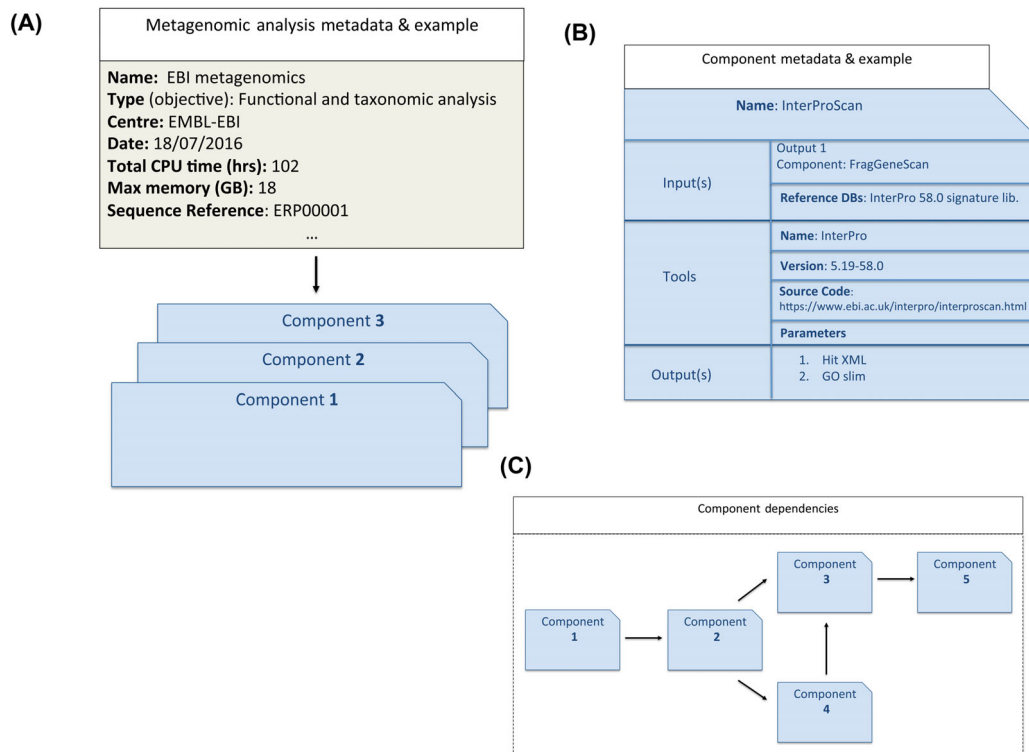 (A)
Metagenomic analysis metadata & example
Name: EBI metagenomics
Type (objective): Functional and taxonomic analysis
Centre: EMBL-EBI
Date: 18/07/2016
Total CPU time (hrs): 102
Max memory (GB): 18
Sequence Reference: ERP00001
...
Component 3
Component 2
Component 1
(B)
Component metadata & example
Name: InterProScan
Input(s)
Output 1
Component: FragGeneScan
Reference DBs: InterPro 58.0 signature lib.
Tools
Name: InterPro
Version: 5.19-58.0
Source Code:
https://www.ebi.ac.uk/interpro/interproscan.html
Parameters
Output(s)
1. Hit XML
2. GO slim
(C)
Component dependencies
Component
1
Component
2
Component
3
Component
4
Component
5